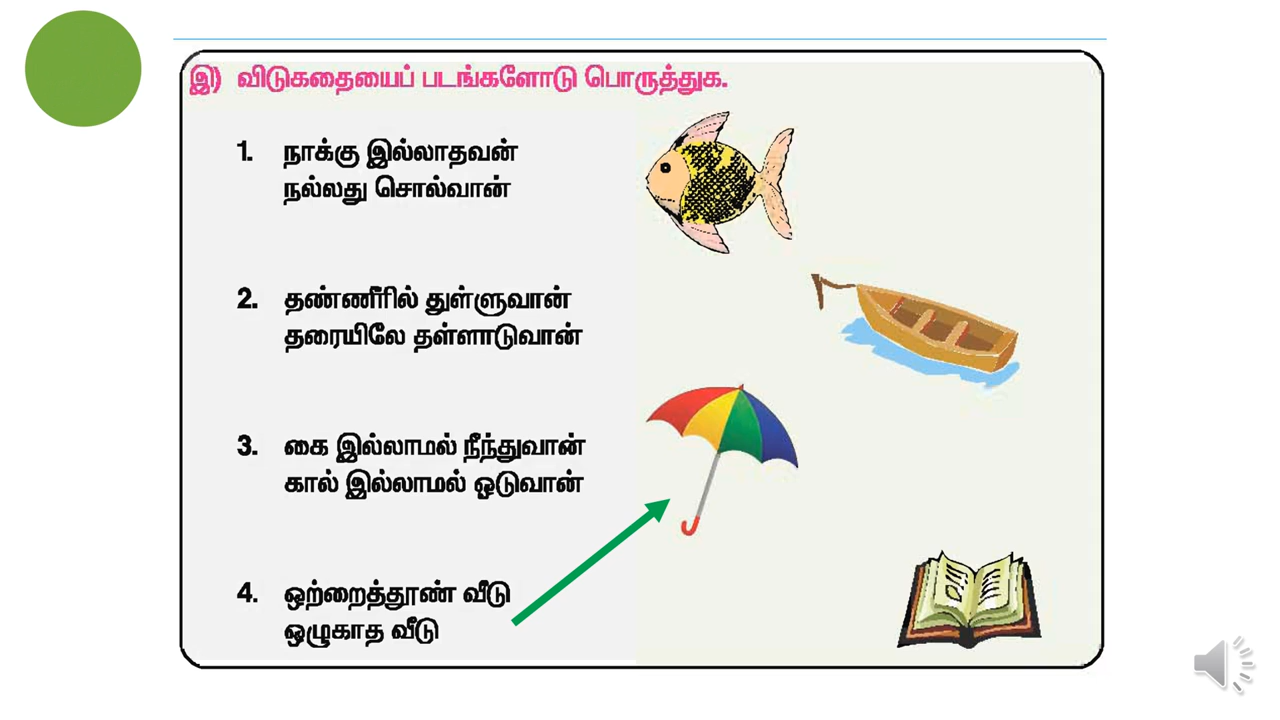 இ) விடுகதையைப் படங்களோடு பொருத்துக.
1. நாக்கு இல்லாதவன்
நல்லது சொல்வான்
2. தண்ணீரில் துள்ளுவான்
தரையிலே தள்ளாடுவான்
3. கை இல்லாமல் நீந்துவான்
கால் இல்லாமல் ஓடுவான்
4. ஒற்றைத்தூண் வீடு
ஒழுகாத வீடு